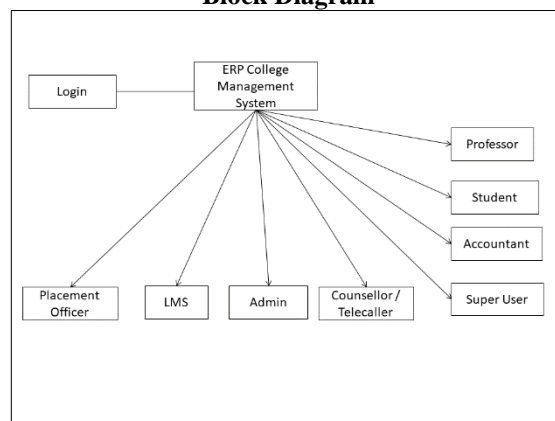 Block Diagram
ERP College
Management
System
Login
Professor
Student
Accountant
Super User
Placement
Officer
LMS
Admin
Counsellor /
Telecaller